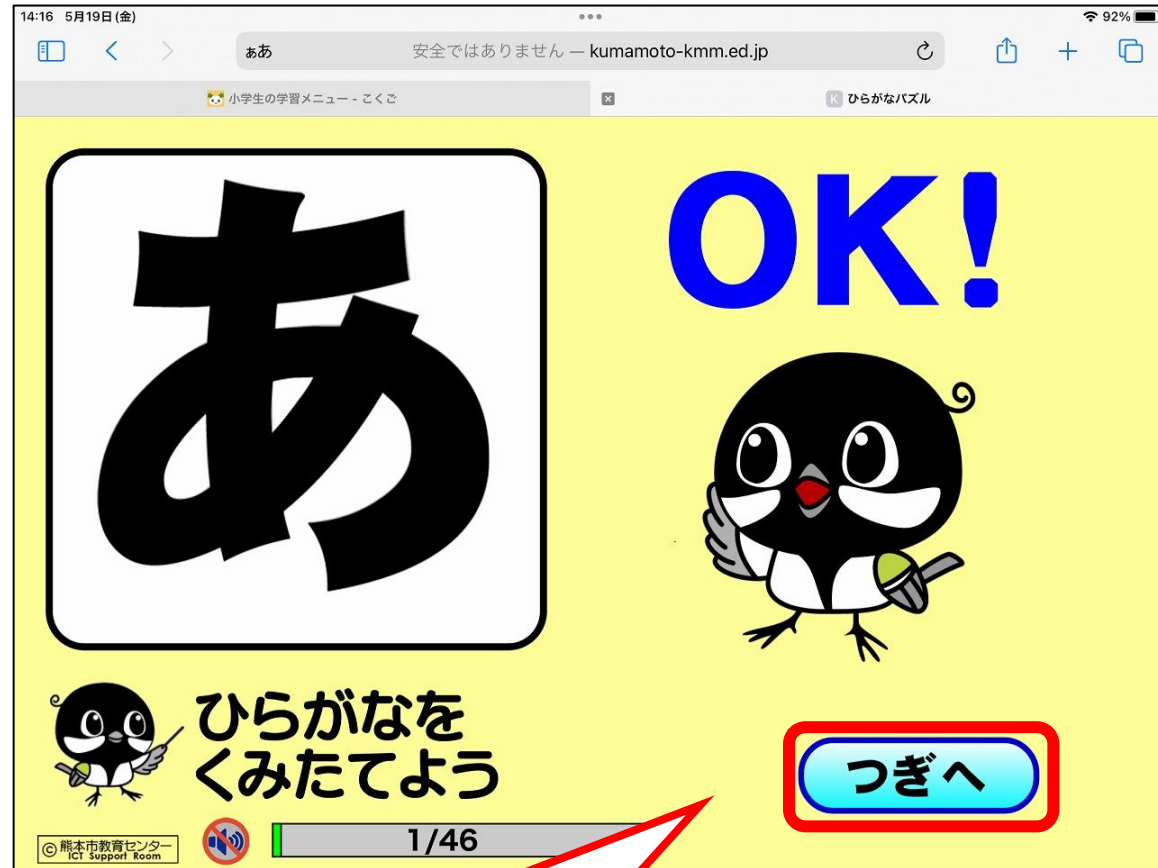 14:16 5月19日(金)
92%
ぁあ
安全ではありません — kumamoto-kmm.ed.jp
小学生の学習メニュー - こくご
K ひらがなパズル
あ
OK!
ひらがなを
くみたてよう
つぎへ
© 熊本市教育センター
ICT Support Room
1/46